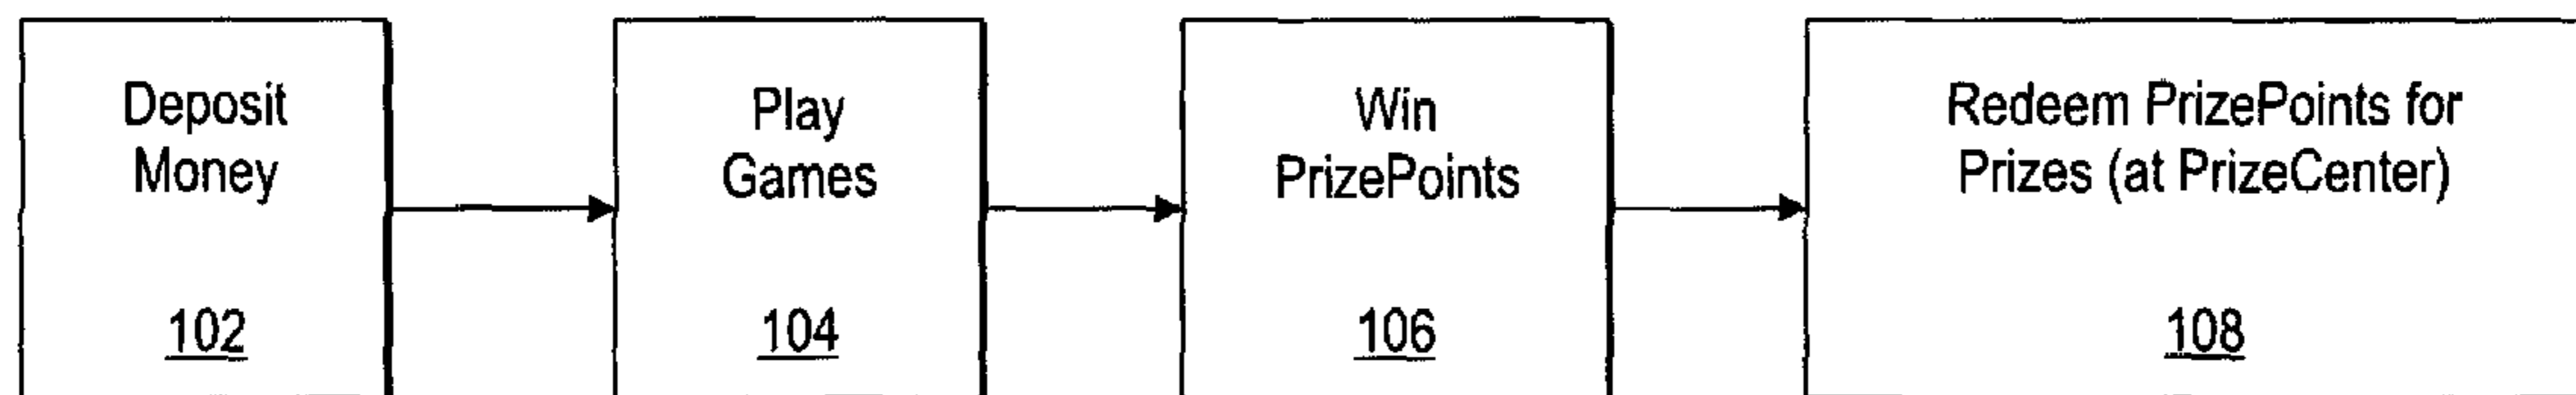 Deposit
Money
102
Play
Games
104
Win
PrizePoints
106
Redeem PrizePoints for
Prizes (at PrizeCenter)
108